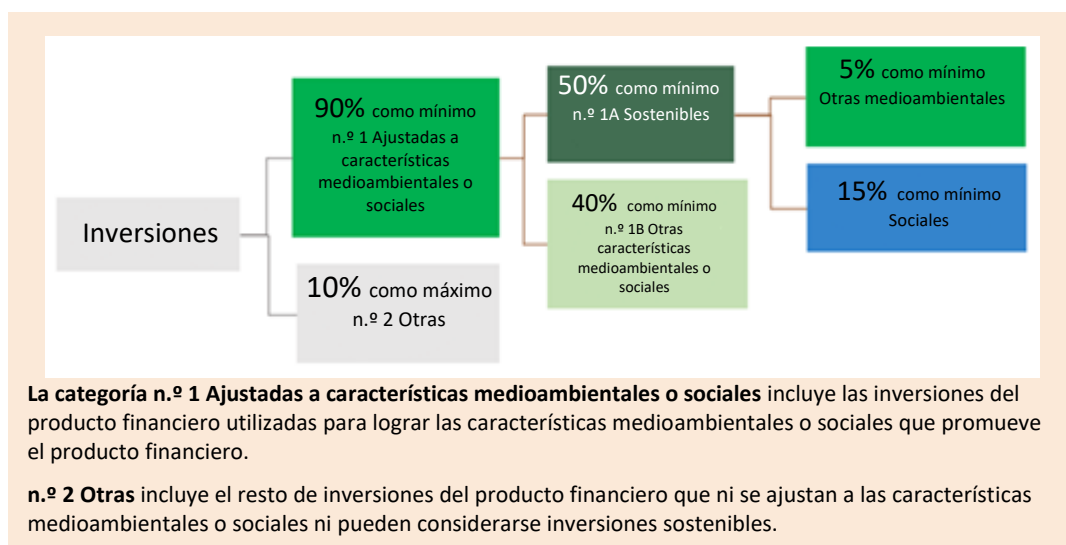 Inversiones
90% como mínimo
n.º 1 Ajustadas a
características
medioambientales o
sociales
10% como máximo
n.º 2 Otras
50% como mínimo
n.º 1A Sostenibles
40% como mínimo
n.º 1B Otras
características
medioambientales o
sociales
5% como mínimo
Otras medioambientales
15% como mínimo
Sociales
La categoría n.º 1 Ajustadas a características medioambientales o sociales incluye las inversiones del
producto financiero utilizadas para lograr las características medioambientales o sociales que promueve
el producto financiero.
n.º 2 Otras incluye el resto de inversiones del producto financiero que ni se ajustan a las características
medioambientales o sociales ni pueden considerarse inversiones sostenibles.